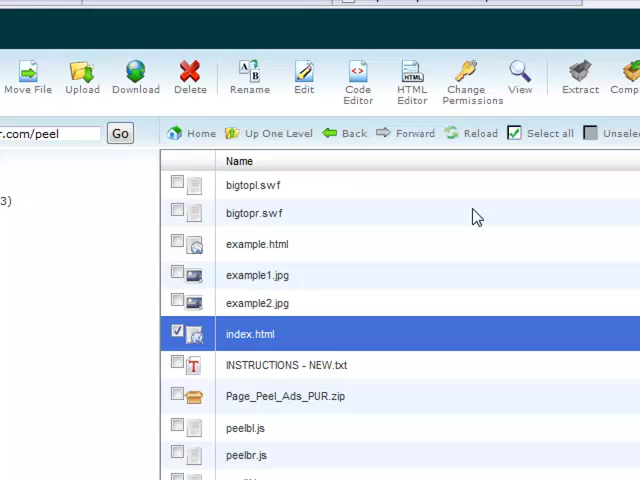 Move File Upload Download Delete Rename Edit Code Editor HTML Editor Change Permissions View Extract
r.com/peel Go Home Up One Level Back Forward Reload Select all
3)
Name
bigtopl.swf
bigtopr.swf
example.html
example1.jpg
example2.jpg
index.html
INSTRUCTIONS - NEW.txt
Page_Peel_Ads_PUR.zip
peelbl.js
peelbr.js